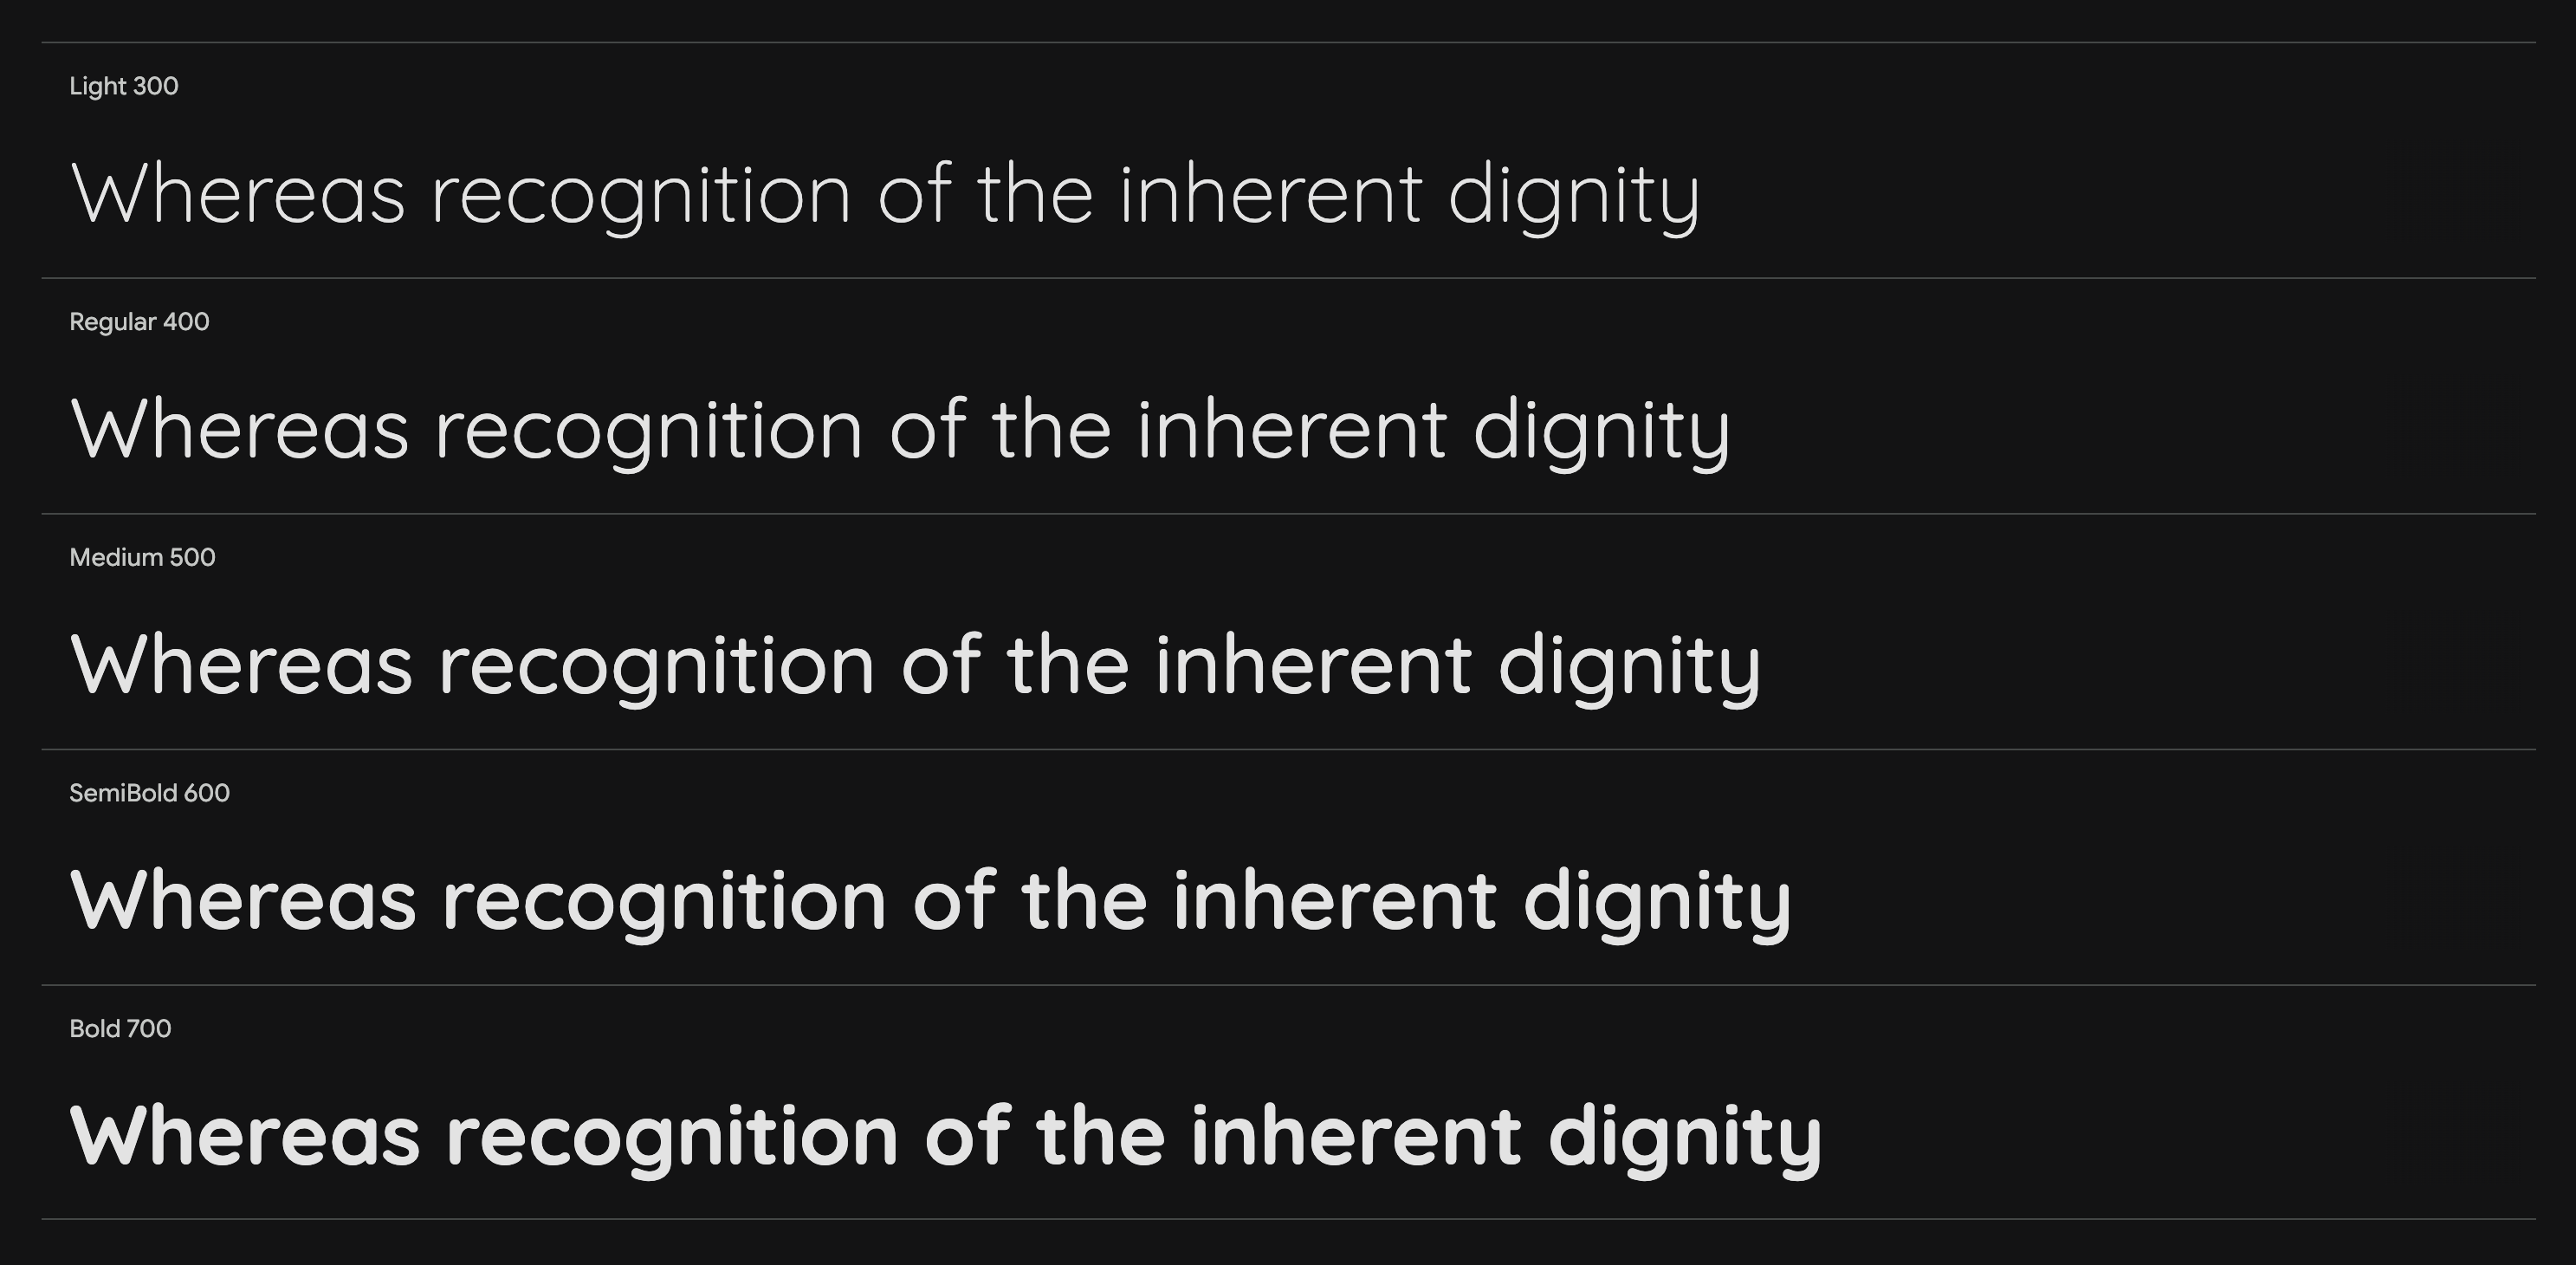 Light 300
Whereas recognition of the inherent dignity
Regular 400
Whereas recognition of the inherent dignity
Medium 500
Whereas recognition of the inherent dignity
SemiBold 600
Whereas recognition of the inherent dignity
Bold 700
Whereas recognition of the inherent dignity